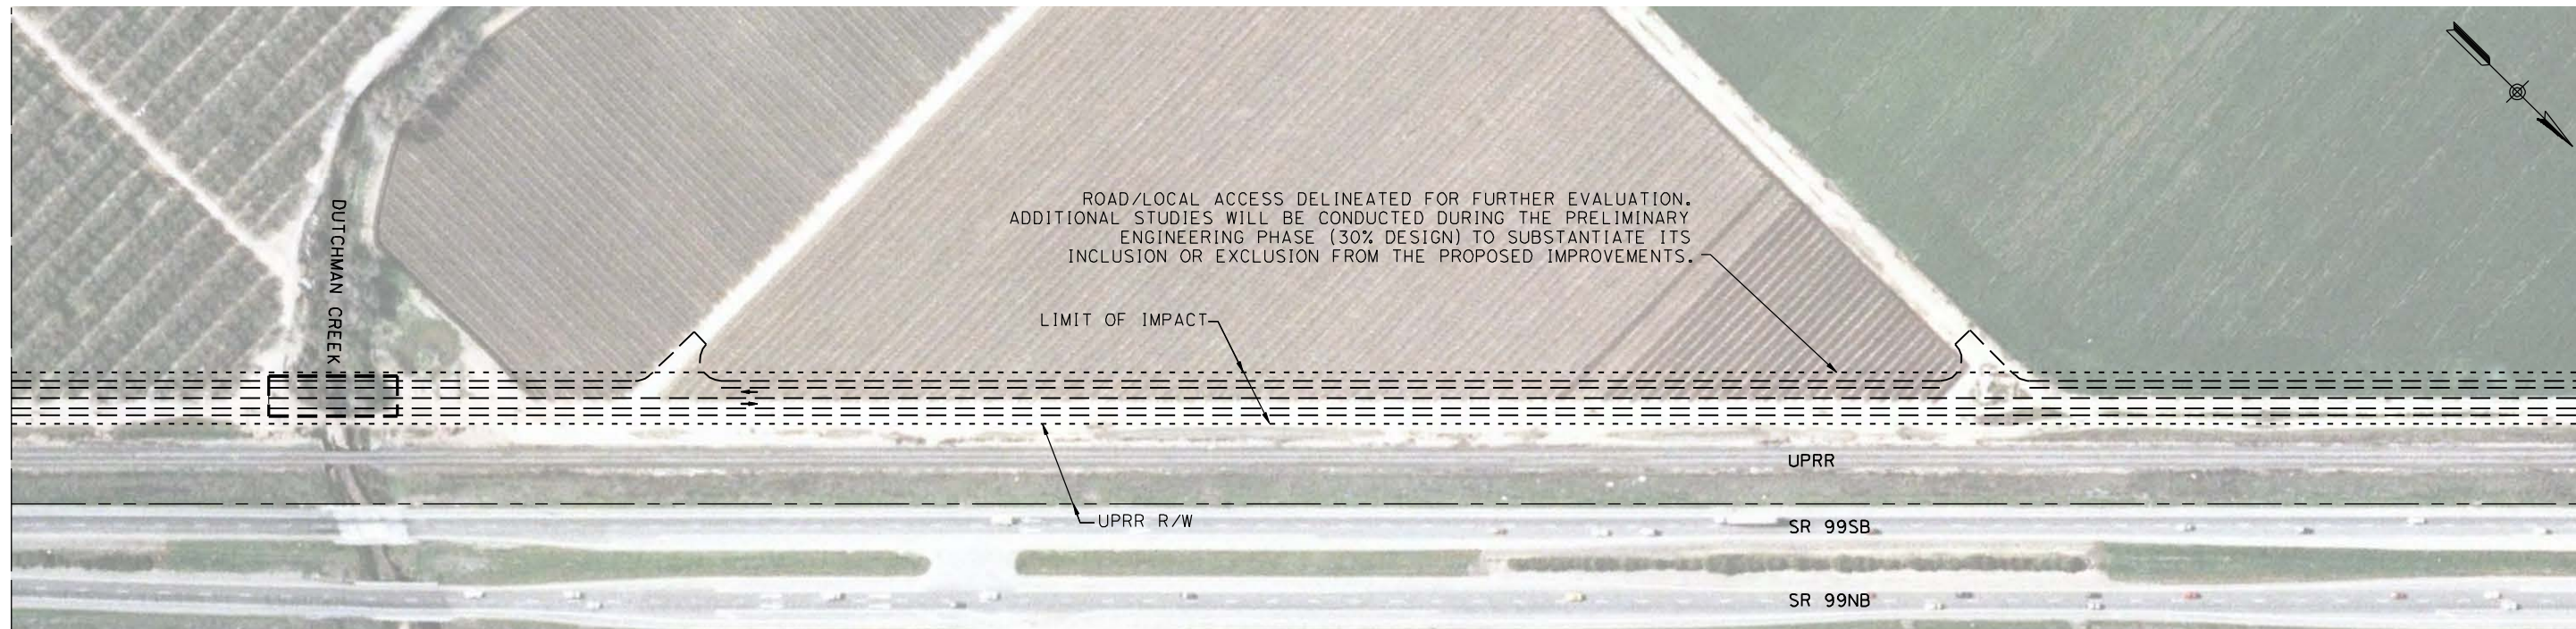 ROAD/LOCAL ACCESS DELINEATED FOR FURTHER EVALUATION.
ADDITIONAL STUDIES WILL BE CONDUCTED DURING THE PRELIMINARY
ENGINEERING PHASE (30% DESIGN) TO SUBSTANTIATE ITS
INCLUSION OR EXCLUSION FROM THE PROPOSED IMPROVEMENTS.
DUTCHMAN CREEK
LIMIT OF IMPACT
UPRR
UPRR R/W
SR 99SB
SR 99NB